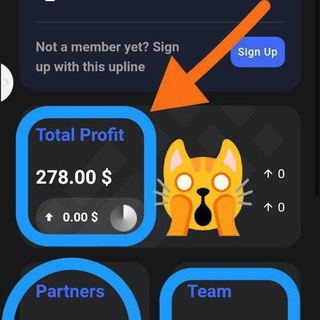 Not a member yet? Sign
up with this upline
Sign Up
Total Profit
278.00 $
↑ 0
0.00 $
↑ 0
Partners
Team